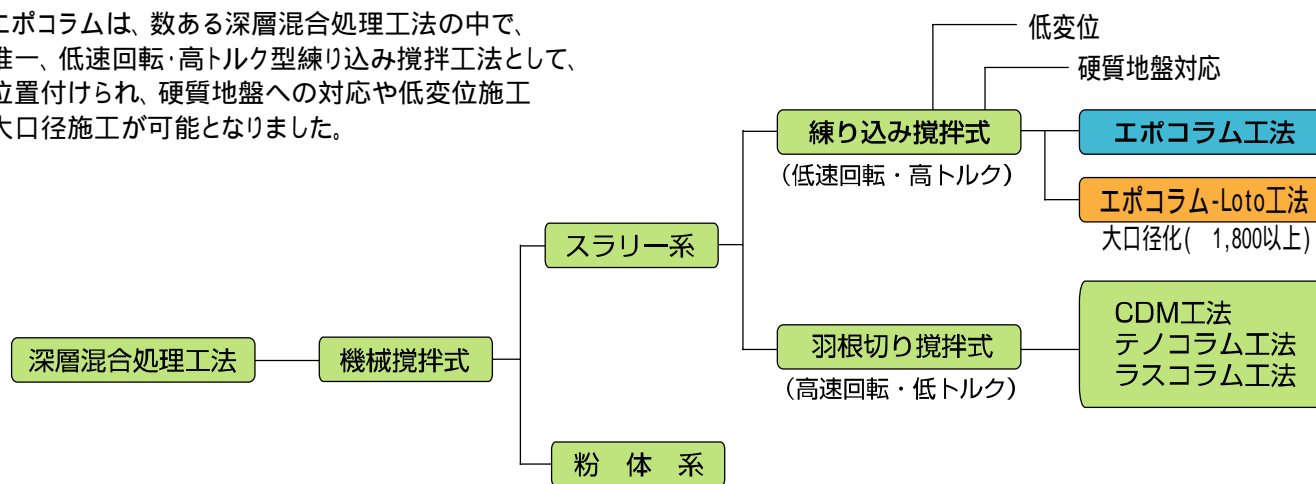 エポコラムは、数ある深層混合処理工法の中で、
唯一、低速回転・高トルク型練り込み撹拌工法として、
位置付けられ、硬質地盤への対応や低変位施工
大口径施工が可能となりました。
低変位
硬質地盤対応
練り込み撹拌式
(低速回転・高トルク)
エポコラム工法
エポコラム-Loto工法
大口径化( 1,800以上)
スラリー系
深層混合処理工法
機械撹拌式
羽根切り撹拌式
(高速回転・低トルク)
CDM工法
テノコラム工法
ラスコラム工法
粉 体 系